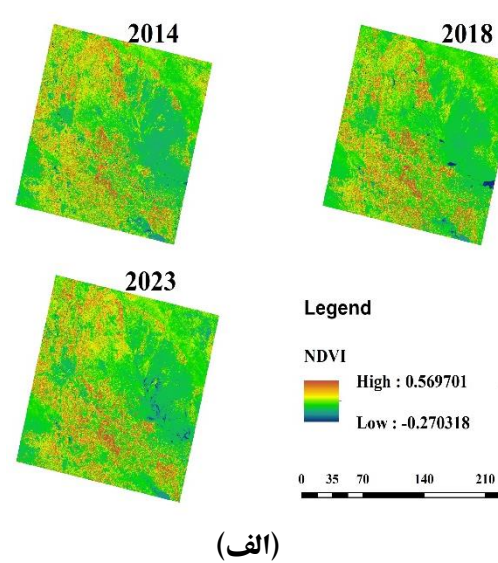 2014
2018
2023
Legend
NDVI
High : 0.569701
Low : -0.270318
0 35 70 140 210
(الف)